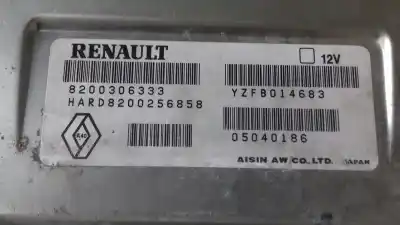 RENAULT
12V
8200306333
YZFB014683
HARD8200256858
05040186
AISIN AW CO.,LTD. JAPAN